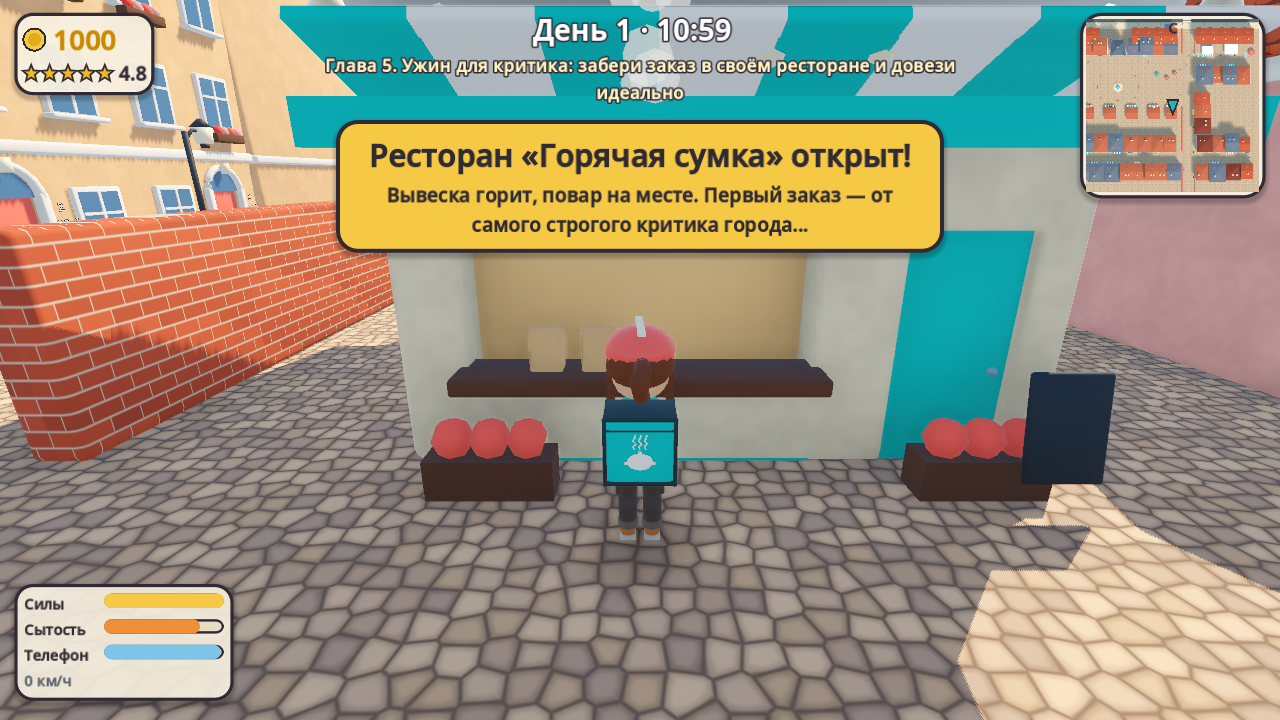 1000
4.8
День 1 · 10:59
Глава 5. Ужин для критика: забери заказ в своём ресторане и довези
идеально
С
Ресторан «Горячая сумка» открыт!
Вывеска горит, повар на месте. Первый заказ — от
самого строгого критика города...
Силы
Сытость
Телефон
0 км/ч